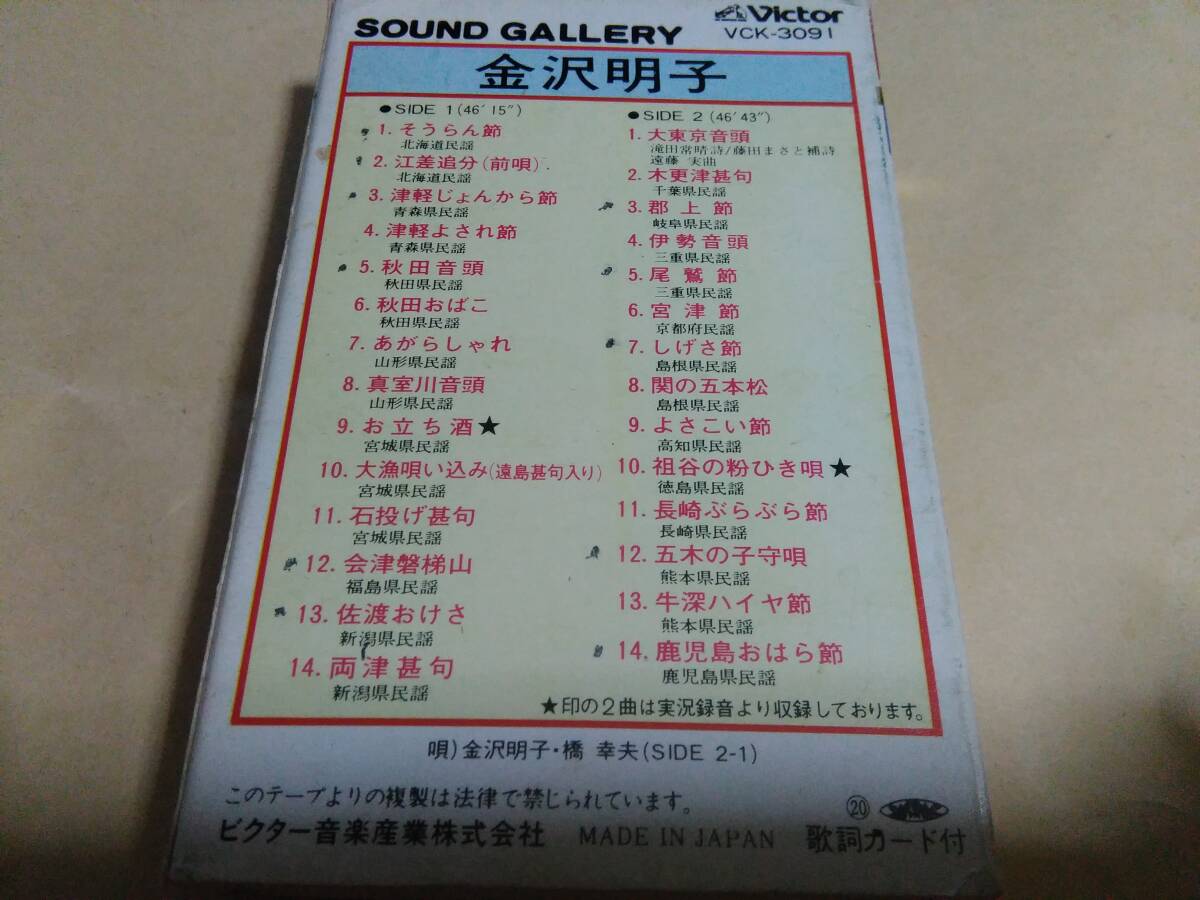 SOUND GALLERY
Victor
VCK-3091
金沢明子
●SIDE 1(46′15″)
1. そうらん節
北海道民謡
2. 江差追分(前唄)
北海道民謡
3. 津軽じょんから節
青森県民謡
4. 津軽よされ節
青森県民謡
5. 秋田音頭
秋田県民謡
6. 秋田おばこ
秋田県民謡
7. あがらしゃれ
山形県民謡
8. 真室川音頭
山形県民謡
9. お立ち酒★
宮城県民謡
10. 大漁唄い込み(遠島甚句入り)
宮城県民謡
11. 石投げ甚句
宮城県民謡
12. 会津磐梯山
福島県民謡
13. 佐渡おけさ
新潟県民謡
14. 両津甚句
新潟県民謡
●SIDE 2(46′43″)
1. 大東京音頭
滝田常晴詩/藤田まさと補詩
遠藤 実曲
2. 木更津甚句
千葉県民謡
3. 郡上節
岐阜県民謡
4. 伊勢音頭
三重県民謡
5. 尾鷲節
三重県民謡
6. 宮津節
京都府民謡
7. しげさ節
島根県民謡
8. 関の五本松
島根県民謡
9. よさこい節
高知県民謡
10. 祖谷の粉ひき唄★
徳島県民謡
11. 長崎ぶらぶら節
長崎県民謡
12. 五木の子守唄
熊本県民謡
13. 牛深ハイヤ節
熊本県民謡
14. 鹿児島おはら節
鹿児島県民謡
★印の2曲は実況録音より収録しております。
唄)金沢明子・橋 幸夫(SIDE 2-1)
このテープよりの複製は法律で禁じられています。
ビクター音楽産業株式会社 MADE IN JAPAN
⑳
歌詞カード付